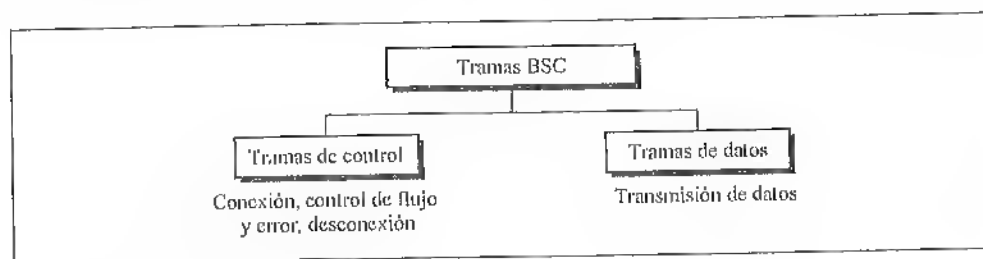 Tramas BSC
Tramas de control
Tramas de datos
Conexión, control de flujo
y error, desconexión
Transmisión de datos